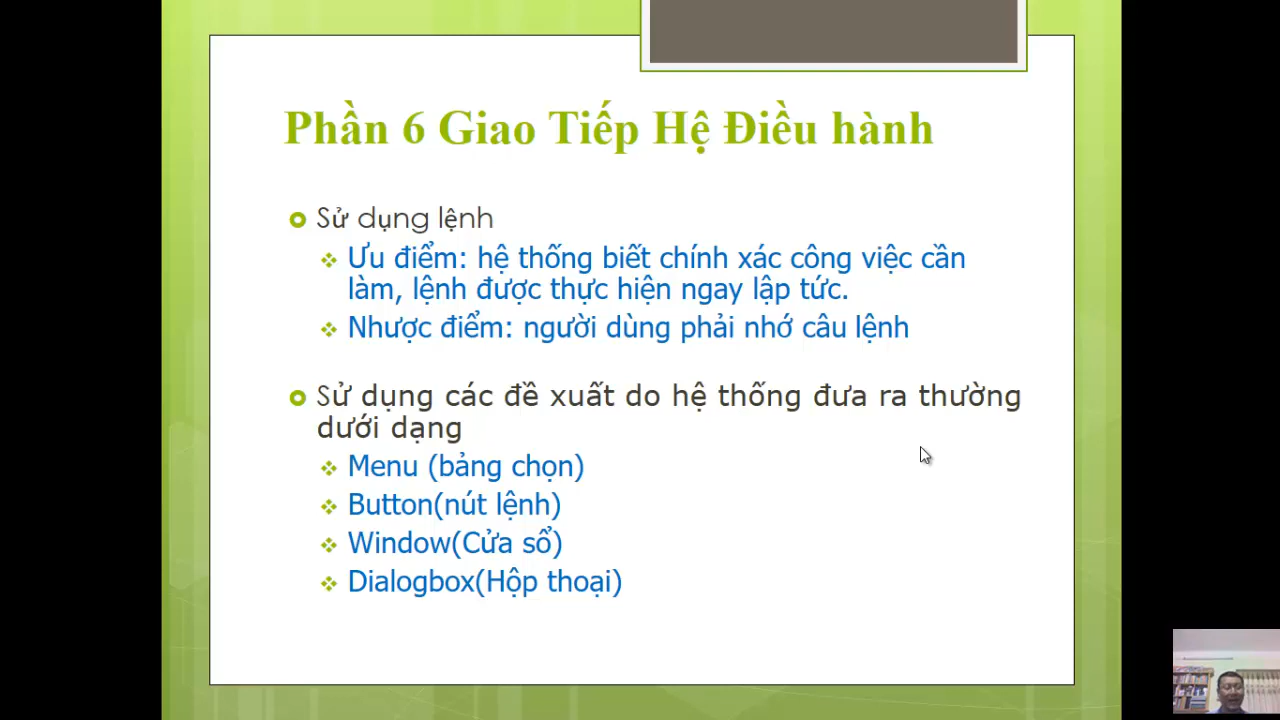 Phần 6 Giao Tiếp Hệ Điều hành
Sử dụng lệnh
Ưu điểm: hệ thống biết chính xác công việc cần
làm, lệnh được thực hiện ngay lập tức.
Nhược điểm: người dùng phải nhớ câu lệnh
Sử dụng các đề xuất do hệ thống đưa ra thường
dưới dạng
Menu (bảng chọn)
Button(nút lệnh)
Window(Cửa sổ)
Dialogbox(Hộp thoại)